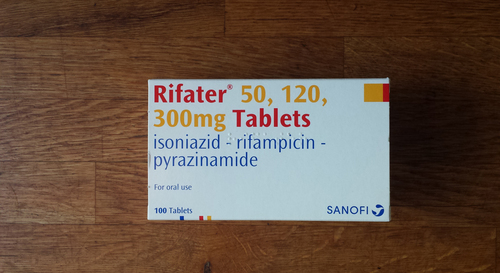 Rifater® 50, 120,
300mg Tablets
isoniazid - rifampicin -
pyrazinamide
For oral use
100 Tablets
SANOFI